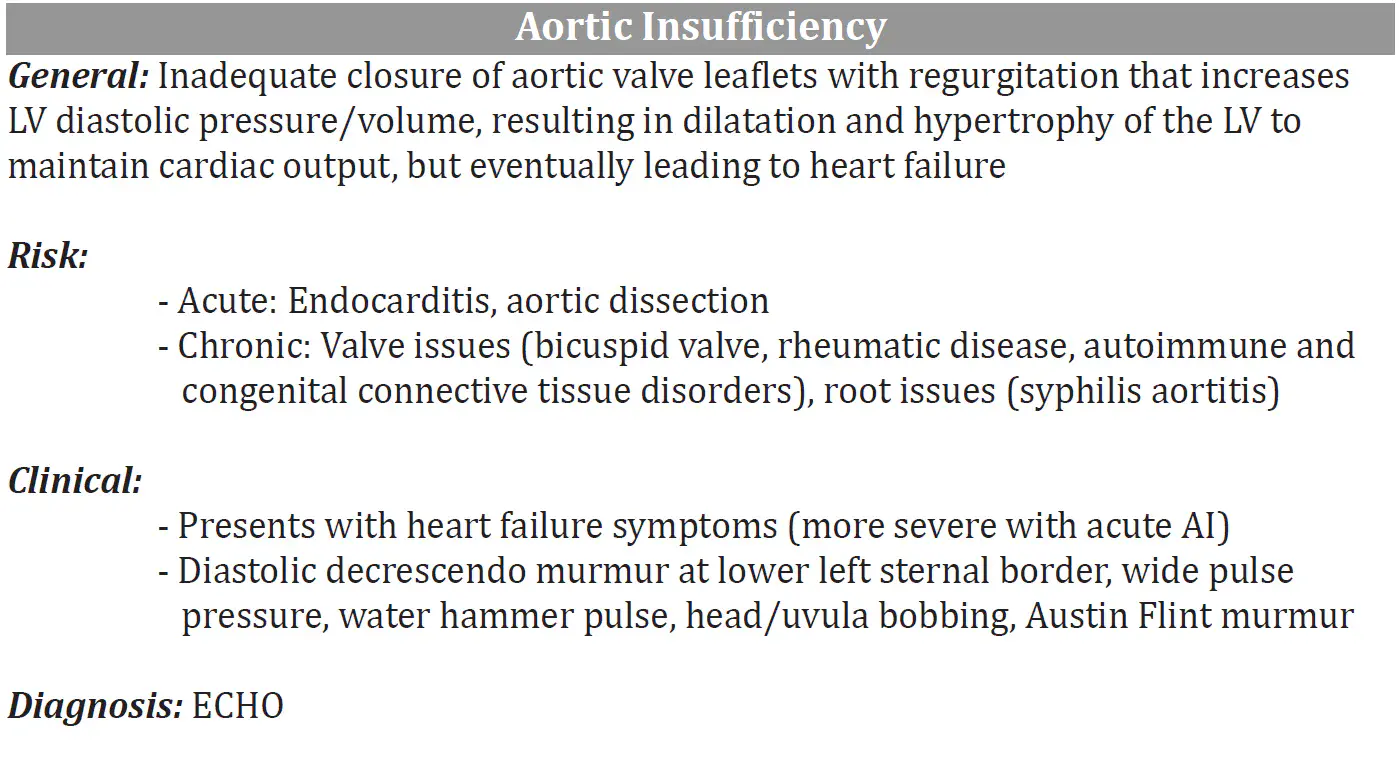 Aortic Insufficiency
General: Inadequate closure of aortic valve leaflets with regurgitation that increases
LV diastolic pressure/volume, resulting in dilatation and hypertrophy of the LV to
maintain cardiac output, but eventually leading to heart failure
Risk:
- Acute: Endocarditis, aortic dissection
- Chronic: Valve issues (bicuspid valve, rheumatic disease, autoimmune and
congenital connective tissue disorders), root issues (syphilis aortitis)
Clinical:
- Presents with heart failure symptoms (more severe with acute AI)
- Diastolic decrescendo murmur at lower left sternal border, wide pulse
pressure, water hammer pulse, head/uvula bobbing, Austin Flint murmur
Diagnosis: ECHO